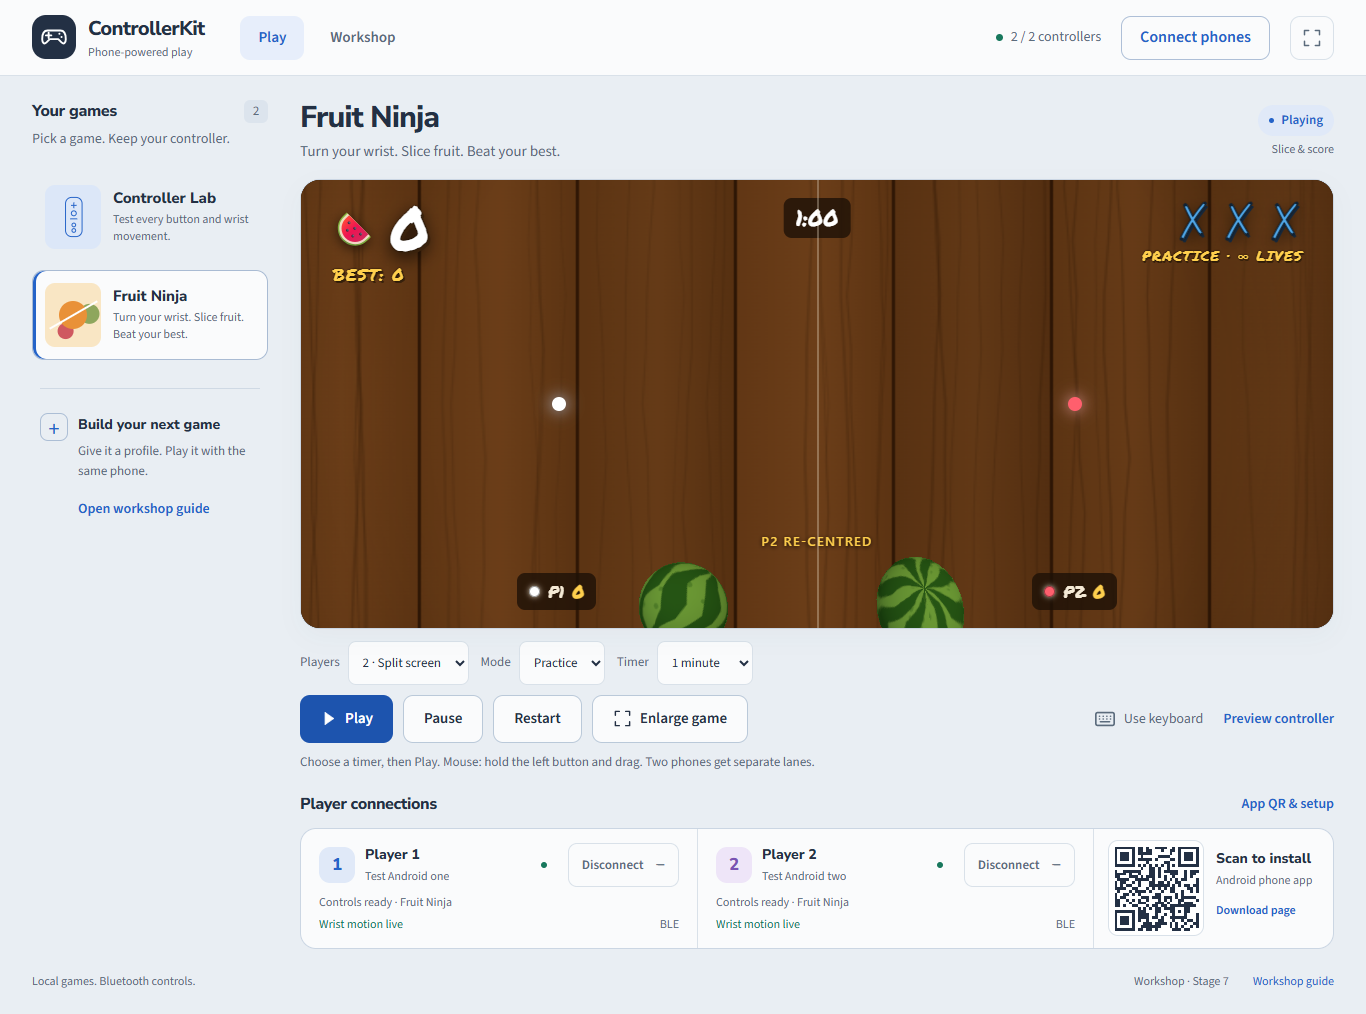 ControllerKit
Phone-powered play
Play
Workshop
2 / 2 controllers
Connect phones
Your games
2
Pick a game. Keep your controller.
Controller Lab
Test every button and wrist
movement.
Fruit Ninja
Turn your wrist. Slice fruit.
Beat your best.
+
Build your next game
Give it a profile. Play it with the
same phone.
Open workshop guide
Fruit Ninja
Turn your wrist. Slice fruit. Beat your best.
Playing
Slice & score
0
BEST: 0
1:00
X X X
PRACTICE · ∞ LIVES
P2 RE-CENTRED
P1 0
P2 0
Players 2 · Split screen Mode Practice Timer 1 minute
Play Pause Restart Enlarge game Use keyboard Preview controller
Choose a timer, then Play. Mouse: hold the left button and drag. Two phones get separate lanes.
Player connections
App QR & setup
1
Player 1
Test Android one
Disconnect –
Controls ready · Fruit Ninja
Wrist motion live
BLE
2
Player 2
Test Android two
Disconnect –
Controls ready · Fruit Ninja
Wrist motion live
BLE
Scan to install
Android phone app
Download page
Local games. Bluetooth controls.
Workshop · Stage 7
Workshop guide